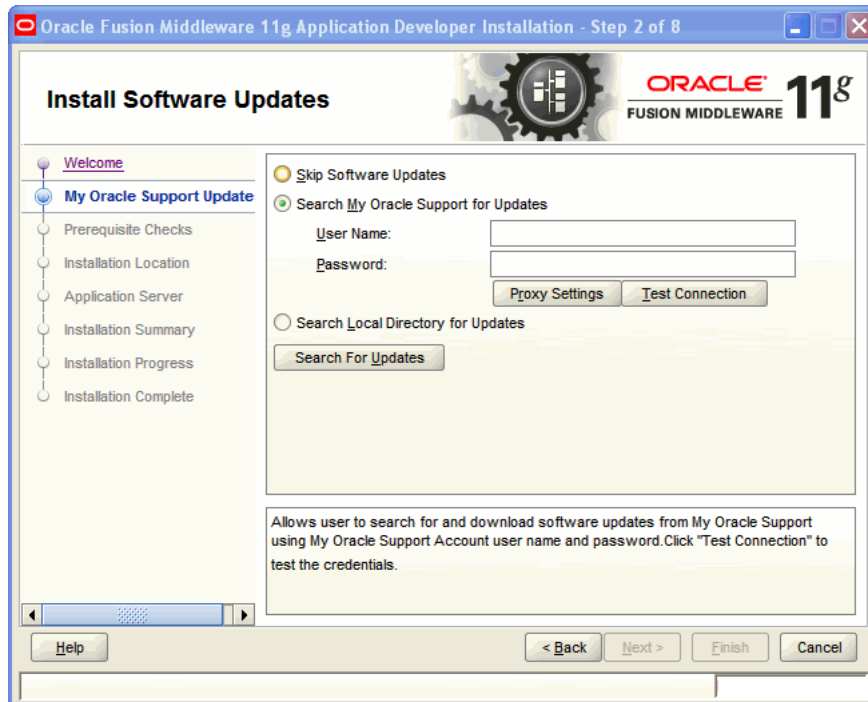 Oracle Fusion Middleware 11g Application Developer Installation - Step 2 of 8
Install Software Updates
ORACLE
FUSION MIDDLEWARE
11g
Welcome
My Oracle Support Update
Prerequisite Checks
Installation Location
Application Server
Installation Summary
Installation Progress
Installation Complete
Skip Software Updates
Search My Oracle Support for Updates
User Name:
Password:
Proxy Settings
Test Connection
Search Local Directory for Updates
Search For Updates
Allows user to search for and download software updates from My Oracle Support
using My Oracle Support Account user name and password.Click "Test Connection" to
test the credentials.
Help
< Back
Next >
Finish
Cancel